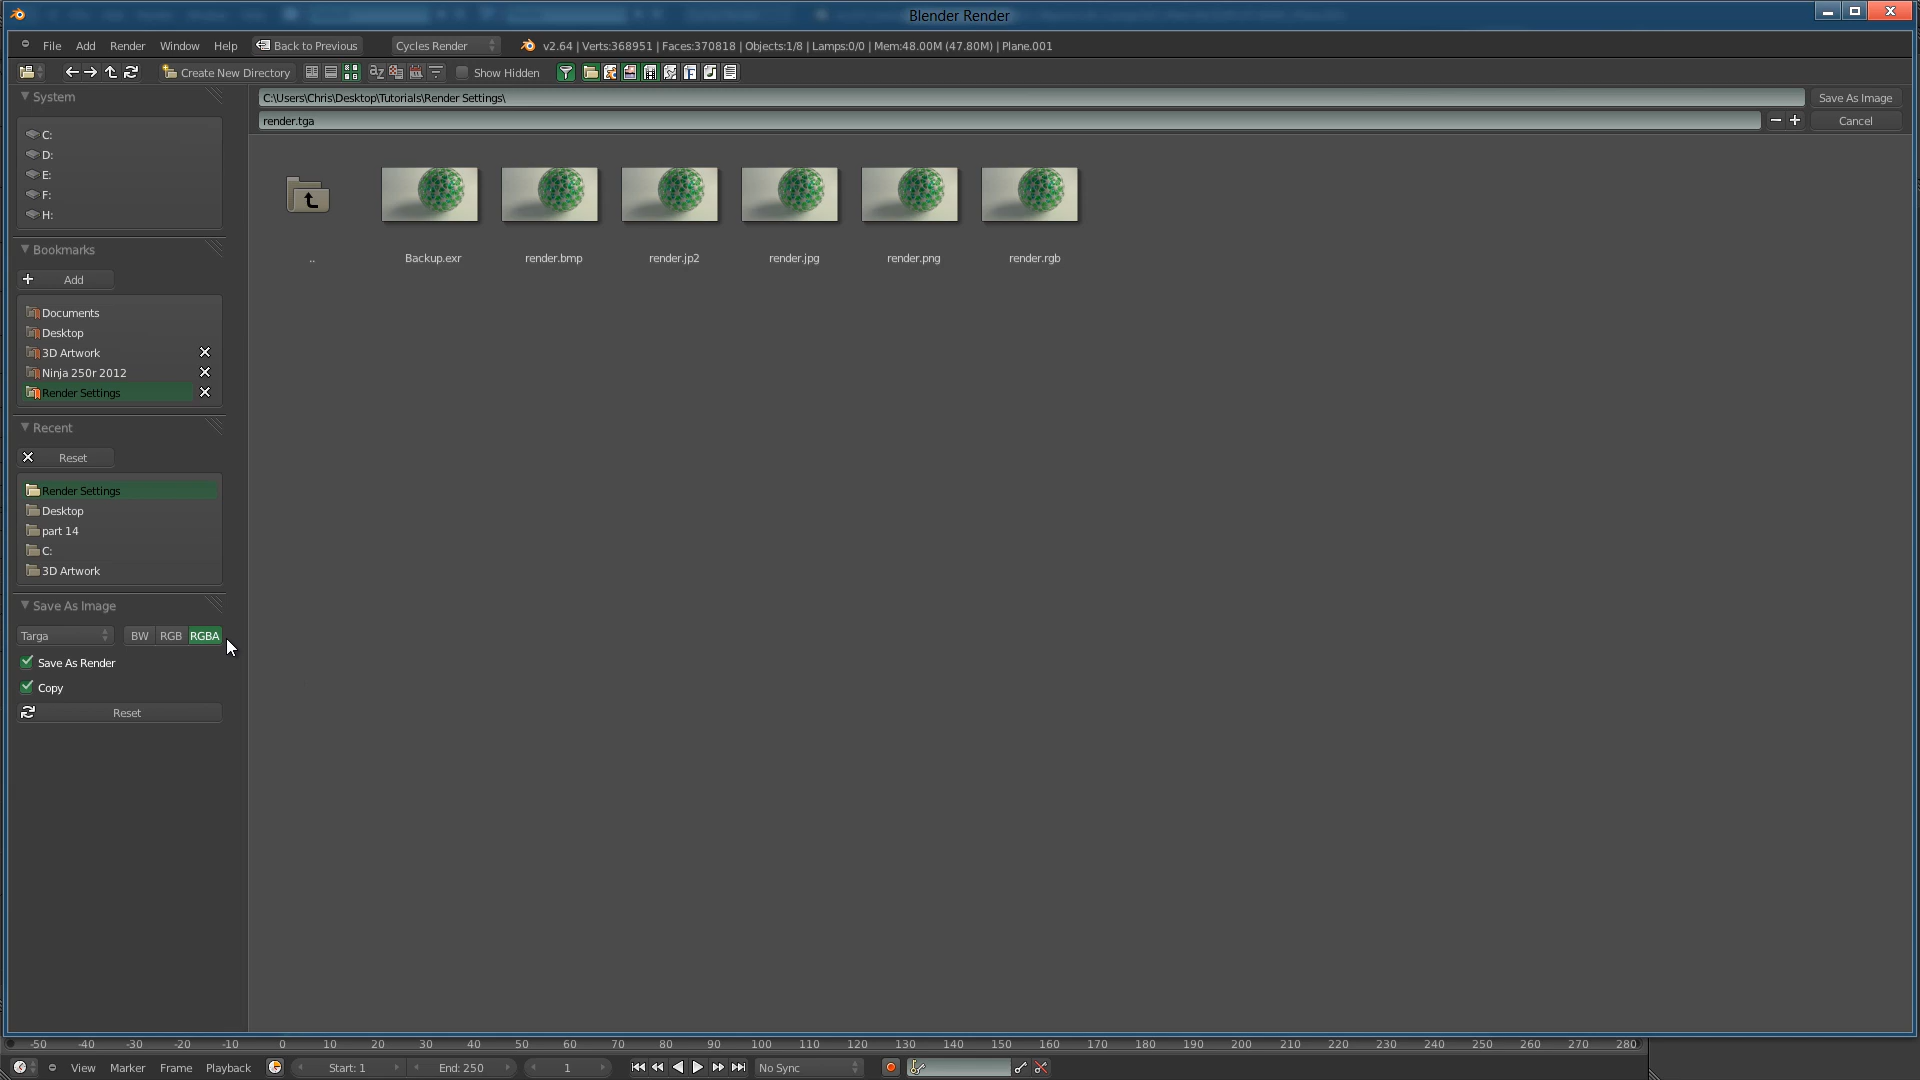 Blender Render
File Add Render Window Help Back to Previous Cycles Render v2.64 | Verts:368951 | Faces:370818 | Objects:1/8 | Lamps:0/0 | Mem:48.00M (47.80M) | Plane.001
Create New Directory Show Hidden
System
C:\Users\Chris\Desktop\Tutorials\Render Settings\ Save As Image
render.tga Cancel
C:
D:
E:
F:
H:
.. Backup.exr render.bmp render.jp2 render.jpg render.png render.rgb
Bookmarks
Add
Documents
Desktop
3D Artwork
Ninja 250r 2012
Render Settings
Recent
Reset
Render Settings
Desktop
part 14
C:
3D Artwork
Save As Image
Targa BW RGB RGBA
Save As Render
Copy
Reset
-50 -40 -30 -20 -10 0 10 20 30 40 50 60 70 80 90 100 110 120 130 140 150 160 170 180 190 200 210 220 230 240 250 260 270 280
View Marker Frame Playback Start: 1 End: 250 1 No Sync